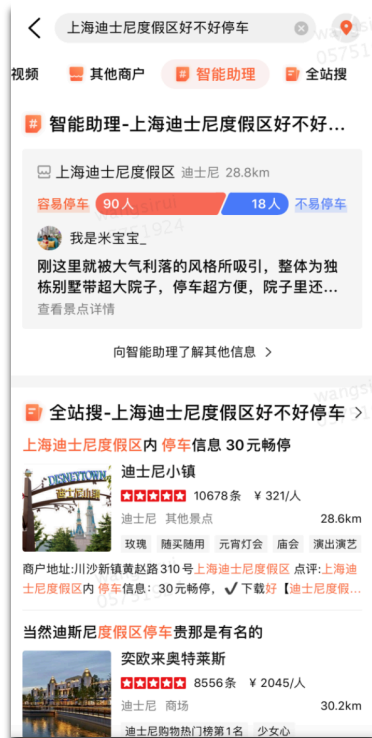 上海迪士尼度假区好不好停车
视频 其他商户 智能助理 全站搜
智能助理-上海迪士尼度假区好不好...
上海迪士尼度假区 迪士尼 28.8km
容易停车 90人 18人 不易停车
我是米宝宝_
刚这里就被大气利落的风格所吸引，整体为独
栋别墅带超大院子，停车超方便，院子里还...
查看景点详情
向智能助理了解其他信息 >
全站搜-上海迪士尼度假区好不好停车 >
上海迪士尼度假区内 停车信息 30元畅停
DISNEYTOWN
迪士尼小镇
迪士尼小镇
10678条 ¥321/人
迪士尼 其他景点 28.6km
玫瑰 随买随用 元宵灯会 庙会 演出演艺
商户地址:川沙新镇黄赵路310号上海迪士尼度假区 点评:上海迪
士尼度假区内 停车信息：30元畅停，✔下载好【迪士尼度假...
当然迪斯尼度假区停车贵那是有名的
奕欧来奥特莱斯
8556条 ¥2045/人
迪士尼 商场 30.2km
迪士尼购物热门榜第1名 少女心